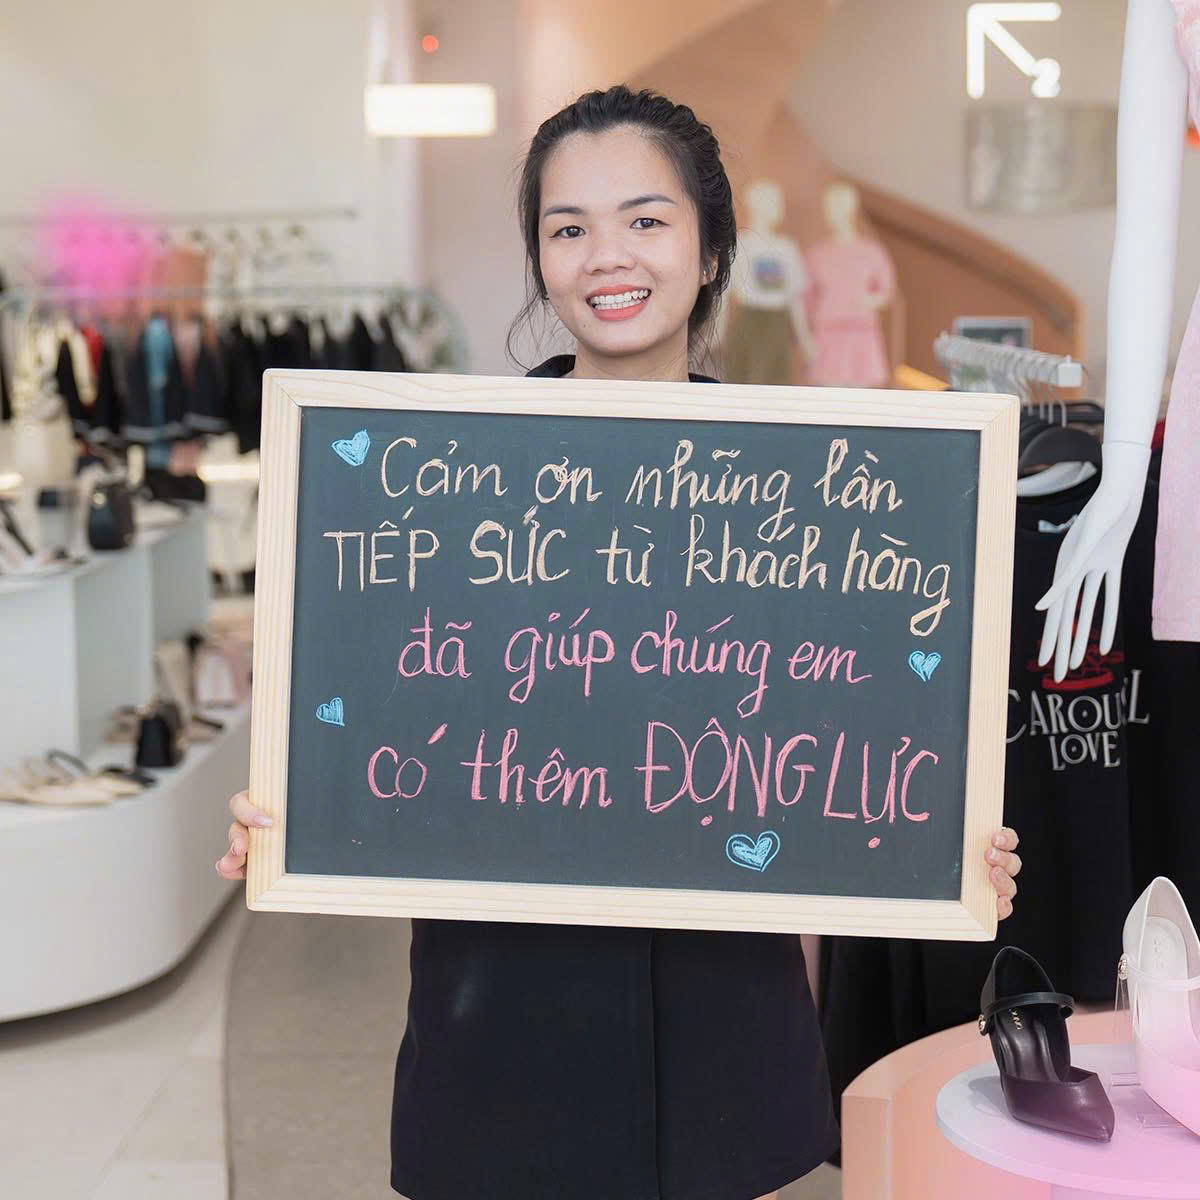 Cảm ơn những lần
TIẾP SỨC từ khách hàng
đã giúp chúng em
có thêm ĐỘNG LỰC
CAROUSEL
LOVE
2